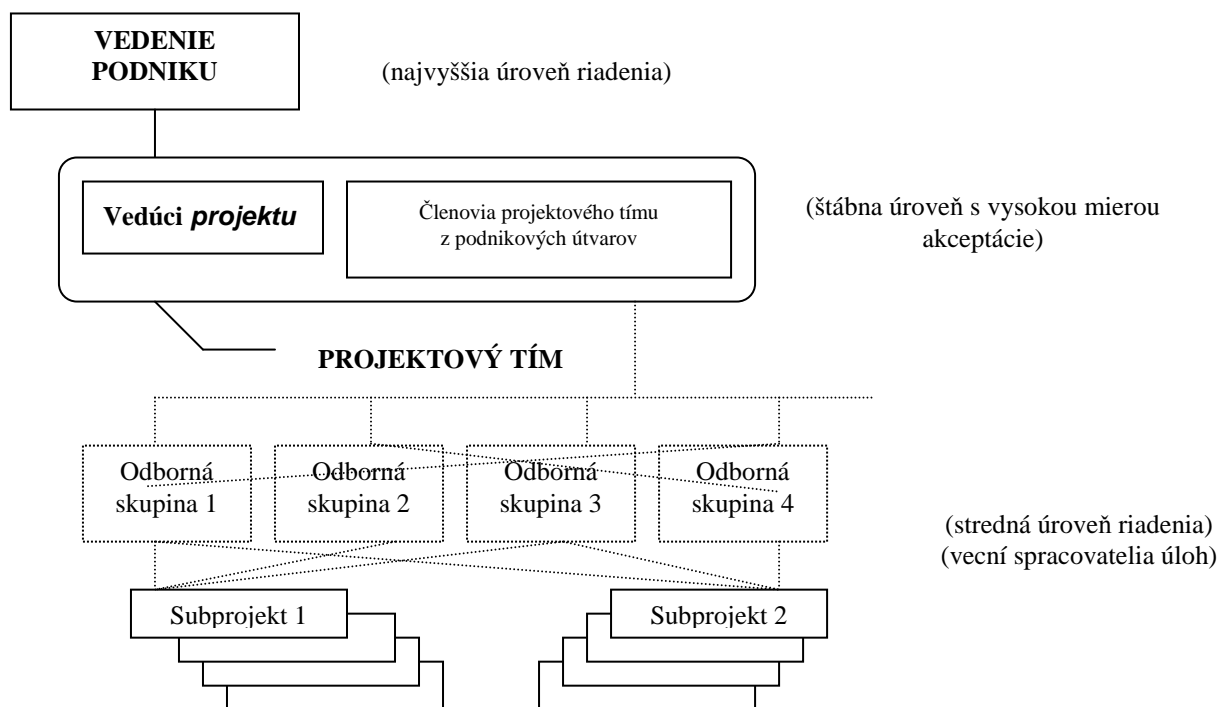 VEDENIE
PODNIKU
(najvyššia úroveň riadenia)
Vedúci projektu
Členovia projektového tímu
z podnikových útvarov
(štábna úroveň s vysokou mierou
akceptácie)
PROJEKTOVÝ TÍM
Odborná
skupina 1
Odborná
skupina 2
Odborná
skupina 3
Odborná
skupina 4
(stredná úroveň riadenia)
(vecní spracovatelia úloh)
Subprojekt 1
Subprojekt 2